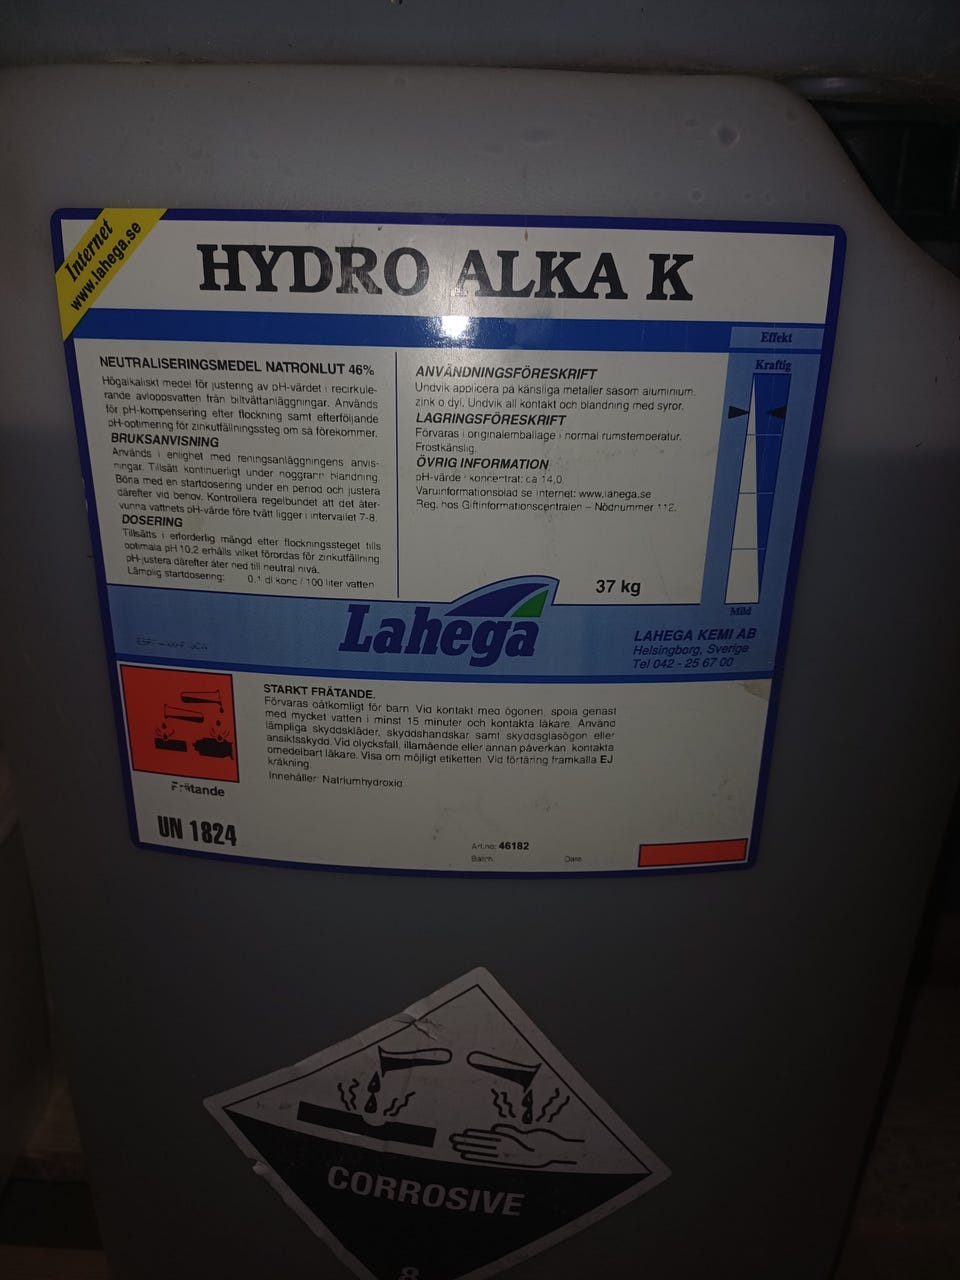 Internet
www.lahega.se
HYDRO ALKA K
Effekt
Kraftig
Mild
NEUTRALISERINGSMEDEL NATRONLUT 46%
Högalkaliskt medel för justering av pH-värdet i recirkule-
rande avloppsvatten från biltvättanläggningar. Används
för pH-kompensering efter flockning samt efterföljande
pH-optimering för zinkutfällningssteg om så förekommer.
BRUKSANVISNING
Används i enlighet med reningsanläggningens anvis-
ningar. Tillsätt kontinuerligt under noggrann blandning.
Börja med en startdosering under en period och justera
därefter vid behov. Kontrollera regelbundet att det åter-
vunna vattnets pH-värde före tvätt ligger i intervallet 7-8.
DOSERING
Tillsätts i erforderlig mängd efter flockningssteget tills
optimala pH 10,2 erhålls vilket förordas för zinkutfällning.
pH-justera därefter åter ned till neutral nivå.
Lämplig startdosering: 0,1 dl konc / 100 liter vatten
ANVÄNDNINGSFÖRESKRIFT
Undvik applicera på känsliga metaller såsom aluminium,
zink o dyl. Undvik all kontakt och blandning med syror.
LAGRINGSFÖRESKRIFT
Förvaras i originalemballage i normal rumstemperatur.
Frostkänslig.
ÖVRIG INFORMATION
pH-värde i koncentrat: ca 14,0.
Varuinformationsblad se Internet: www.lahega.se
Reg. hos Giftinformationscentralen – Nödnummer 112.
37 kg
Lahega
LAHEGA KEMI AB
Helsingborg, Sverige
Tel 042 - 25 67 00
STARKT FRÄTANDE.
Förvaras oåtkomligt för barn. Vid kontakt med ögonen, spola genast
med mycket vatten i minst 15 minuter och kontakta läkare. Använd
lämpliga skyddskläder, skyddshandskar samt skyddsglasögon eller
ansiktsskydd. Vid olycksfall, illamående eller annan påverkan, kontakta
omedelbart läkare. Visa om möjligt etiketten. Vid förtäring framkalla EJ
kräkning.
Innehåller: Natriumhydroxid
Frätande
UN 1824
Art.no: 46182
Batch: Date:
CORROSIVE
8